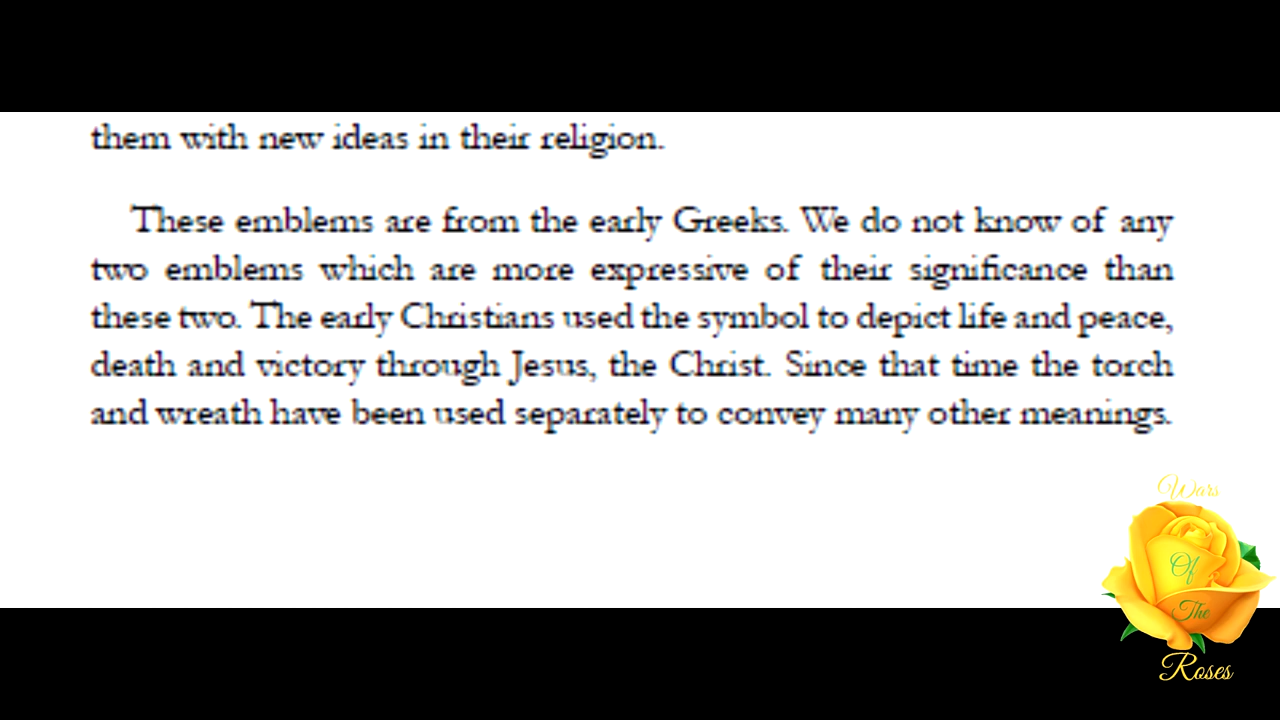 them with new ideas in their religion.
These emblems are from the early Greeks. We do not know of any
two emblems which are more expressive of their significance than
these two. The early Christians used the symbol to depict life and peace,
death and victory through Jesus, the Christ. Since that time the torch
and wreath have been used separately to convey many other meanings.
Wars
Of
The
Roses